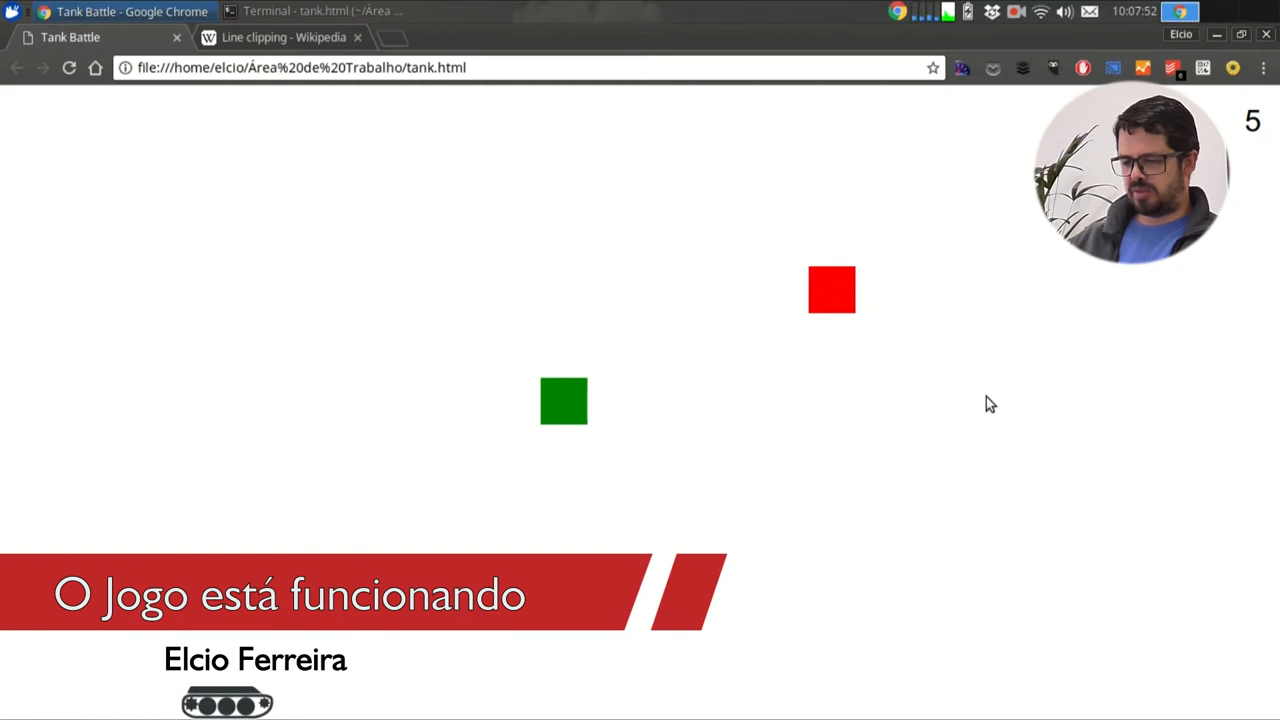 Tank Battle - Google Chrome
Terminal - tank.html (~/Área ...
10:07:52
Tank Battle
Line clipping - Wikipedia
Elcio
file:///home/elcio/Área%20de%20Trabalho/tank.html
6
5
O Jogo está funcionando
Elcio Ferreira